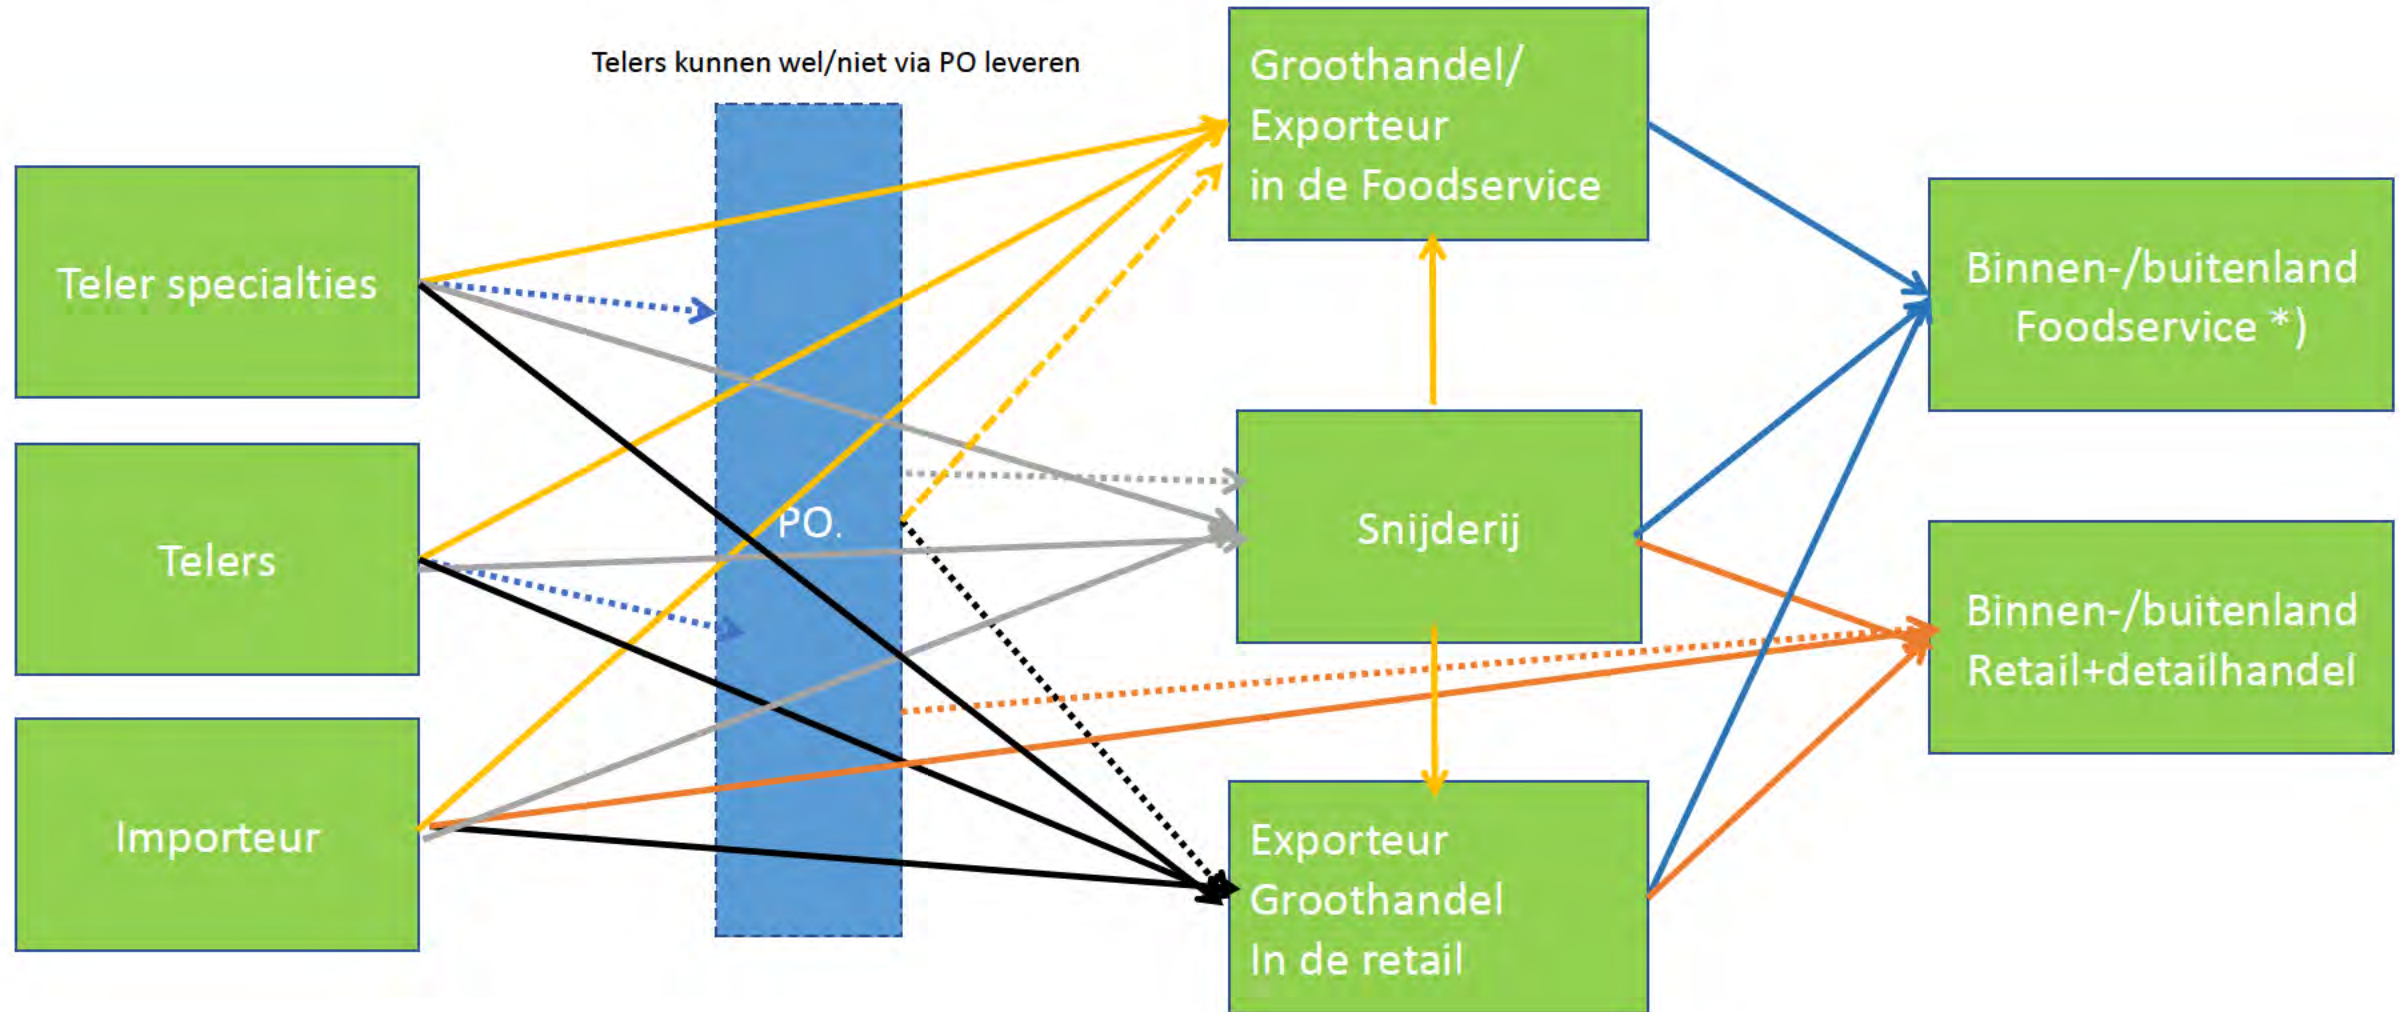 Telers kunnen wel/niet via PO leveren
Teler specialties
Telers
Importeur
PO.
Groothandel/
Exporteur
in de Foodservice
Snijderij
Exporteur
Groothandel
In de retail
Binnen-/buitenland
Foodservice *)
Binnen-/buitenland
Retail+detailhandel